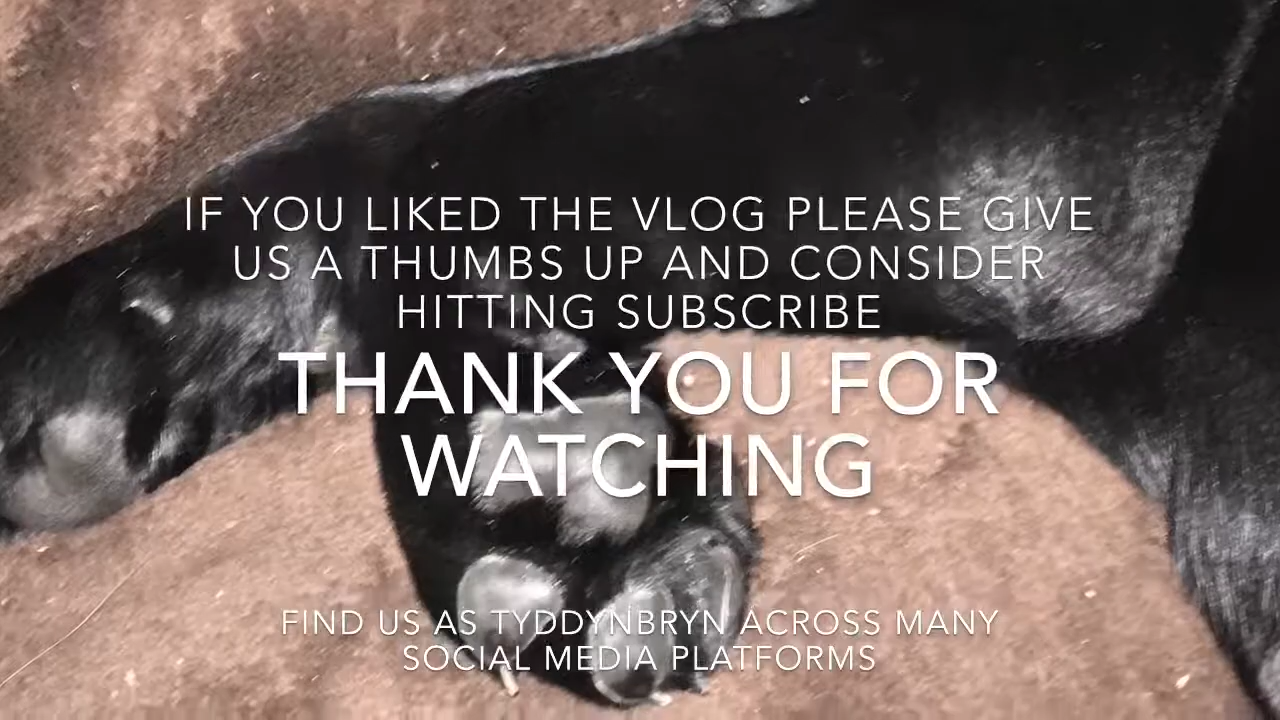 IF YOU LIKED THE VLOG PLEASE GIVE
US A THUMBS UP AND CONSIDER
HITTING SUBSCRIBE
THANK YOU FOR
WATCHING
FIND US AS TYDDYNBRYN ACROSS MANY
SOCIAL MEDIA PLATFORMS